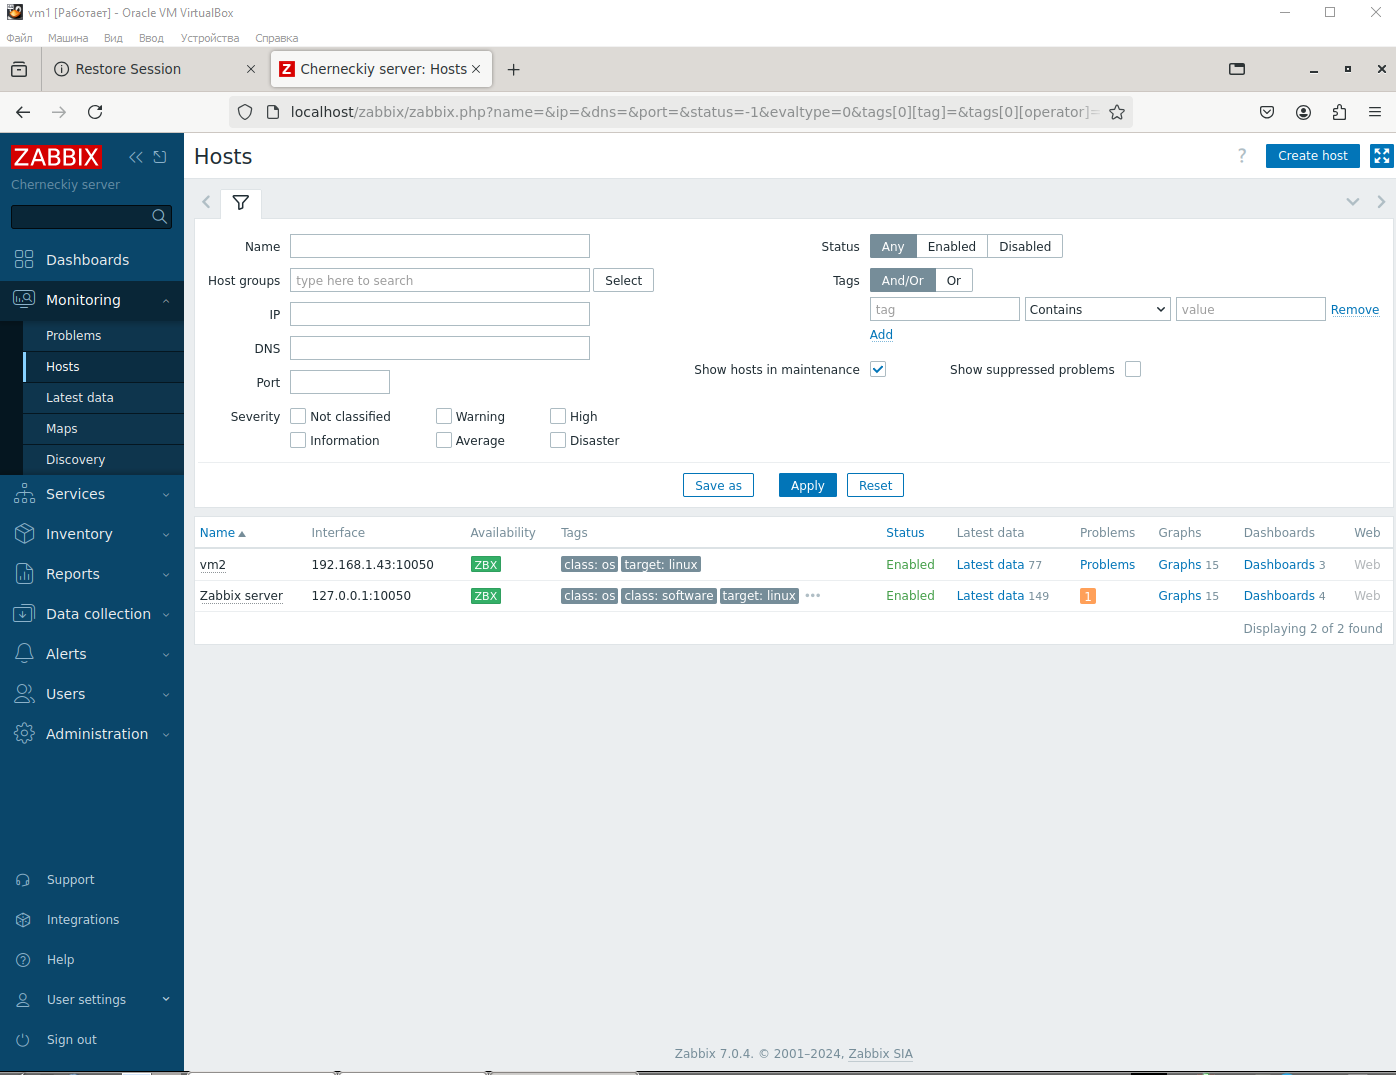 vm1 [Работает] - Oracle VM VirtualBox
Файл Машина Вид Ввод Устройства Справка
Restore Session
Z Cherneckiy server: Hosts
localhost/zabbix/zabbix.php?name=&ip=&dns=&port=&status=-1&evaltype=0&tags[0][tag]=&tags[0][operator]=
ZABBIX
Cherneckiy server
Dashboards
Monitoring
Problems
Hosts
Latest data
Maps
Discovery
Services
Inventory
Reports
Data collection
Alerts
Users
Administration
Support
Integrations
Help
User settings
Sign out
Hosts
? Create host
Name
Host groups type here to search Select
IP
DNS
Port
Severity Not classified Warning High
Information Average Disaster
Status Any Enabled Disabled
Tags And/Or Or
tag Contains value Remove
Add
Show hosts in maintenance Show suppressed problems
Save as Apply Reset
Name Interface Availability Tags Status Latest data Problems Graphs Dashboards Web
vm2 192.168.1.43:10050 ZBX class: os target: linux Enabled Latest data 77 Problems Graphs 15 Dashboards 3 Web
Zabbix server 127.0.0.1:10050 ZBX class: os class: software target: linux ••• Enabled Latest data 149 1 Graphs 15 Dashboards 4 Web
Displaying 2 of 2 found
Zabbix 7.0.4. © 2001–2024, Zabbix SIA